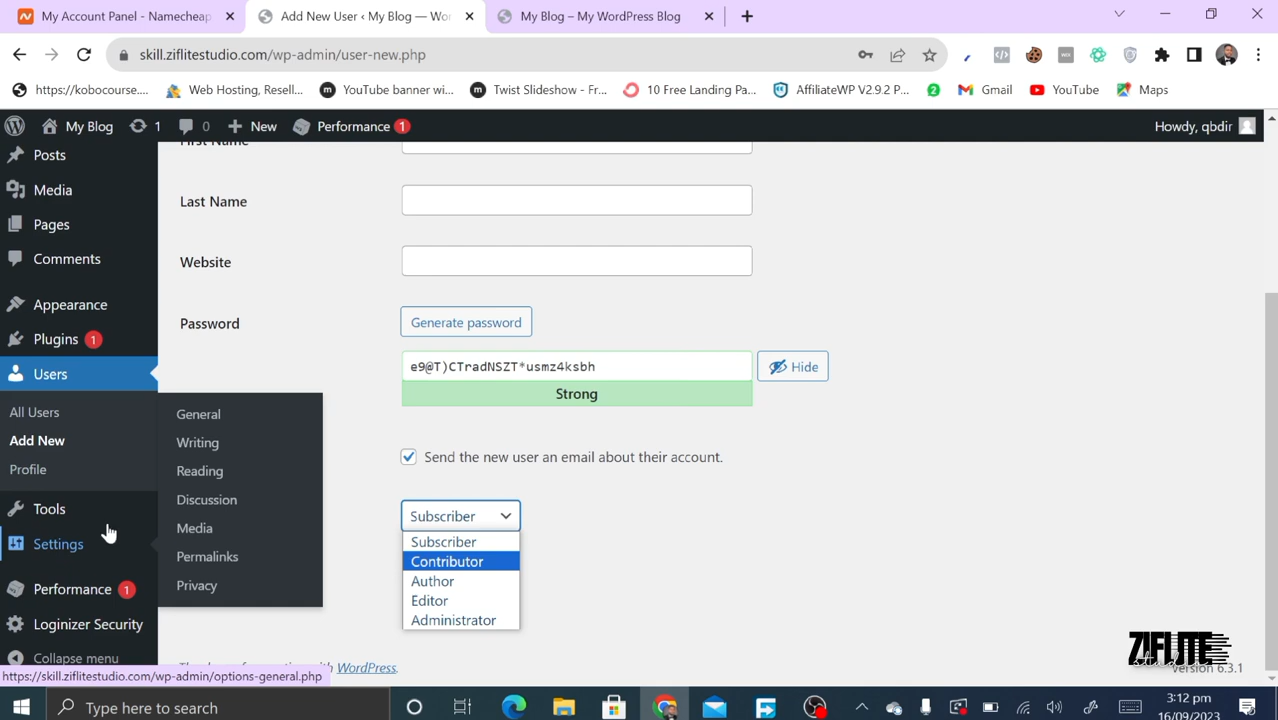 My Account Panel - Namecheap
Add New User ‹ My Blog — Wor
My Blog – My WordPress Blog
skill.ziflitestudio.com/wp-admin/user-new.php
https://kobocourse....
Web Hosting, Resell...
YouTube banner wi...
Twist Slideshow - Fr...
10 Free Landing Pa...
AffiliateWP V2.9.2 P...
Gmail
YouTube
Maps
My Blog
1
0
New
Performance 1
Howdy, qbdir
Posts
Media
Pages
Comments
Appearance
Plugins 1
Users
All Users
Add New
Profile
Tools
Settings
Performance 1
Loginizer Security
Collapse menu
General
Writing
Reading
Discussion
Media
Permalinks
Privacy
First Name
Last Name
Website
Password
Generate password
e9@T)CTradNSZT*usmz4ksbh
Hide
Strong
Send the new user an email about their account.
Subscriber
Subscriber
Contributor
Author
Editor
Administrator
WordPress.
ZIFLITE
studio
Version 6.3.1
https://skill.ziflitestudio.com/wp-admin/options-general.php
Type here to search
3:12 pm
16/09/2023